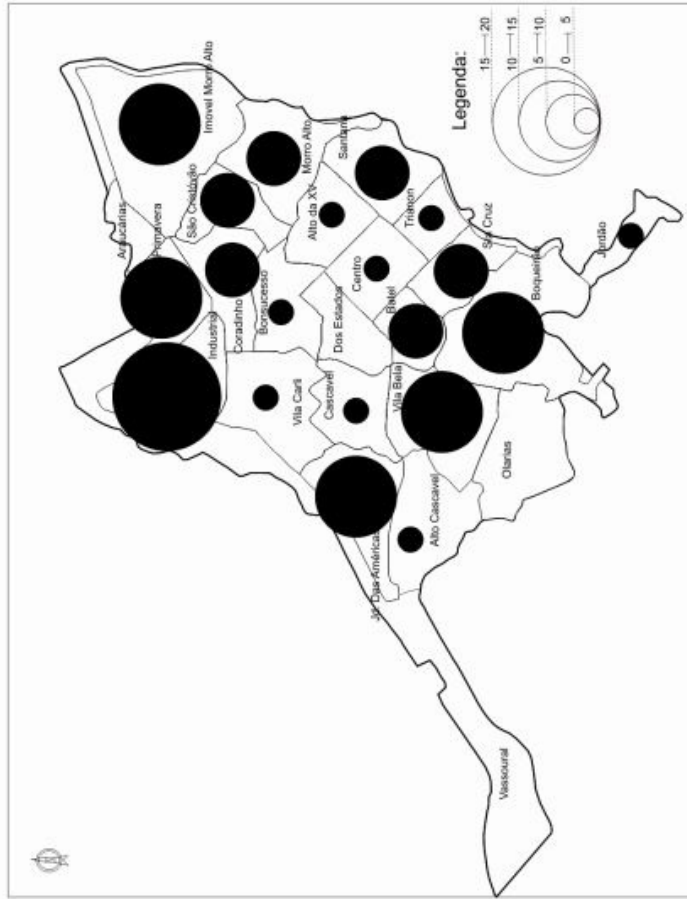 Legenda:
15 20
10 15
5 10
0 5
Imovel Morro Alto
Morro Alto
Santana
Araucárias
Primavera
São Cristóvão
Alto da XV
Trianon
Sta Cruz
Jordão
Industrial
Coradinho
Bonsucesso
Centro
Dos Estados
Batel
Boqueirão
Vila Carli
Cascavel
Vila Bela
Olarias
Jd. Das Américas
Alto Cascavel
Vassoural
N